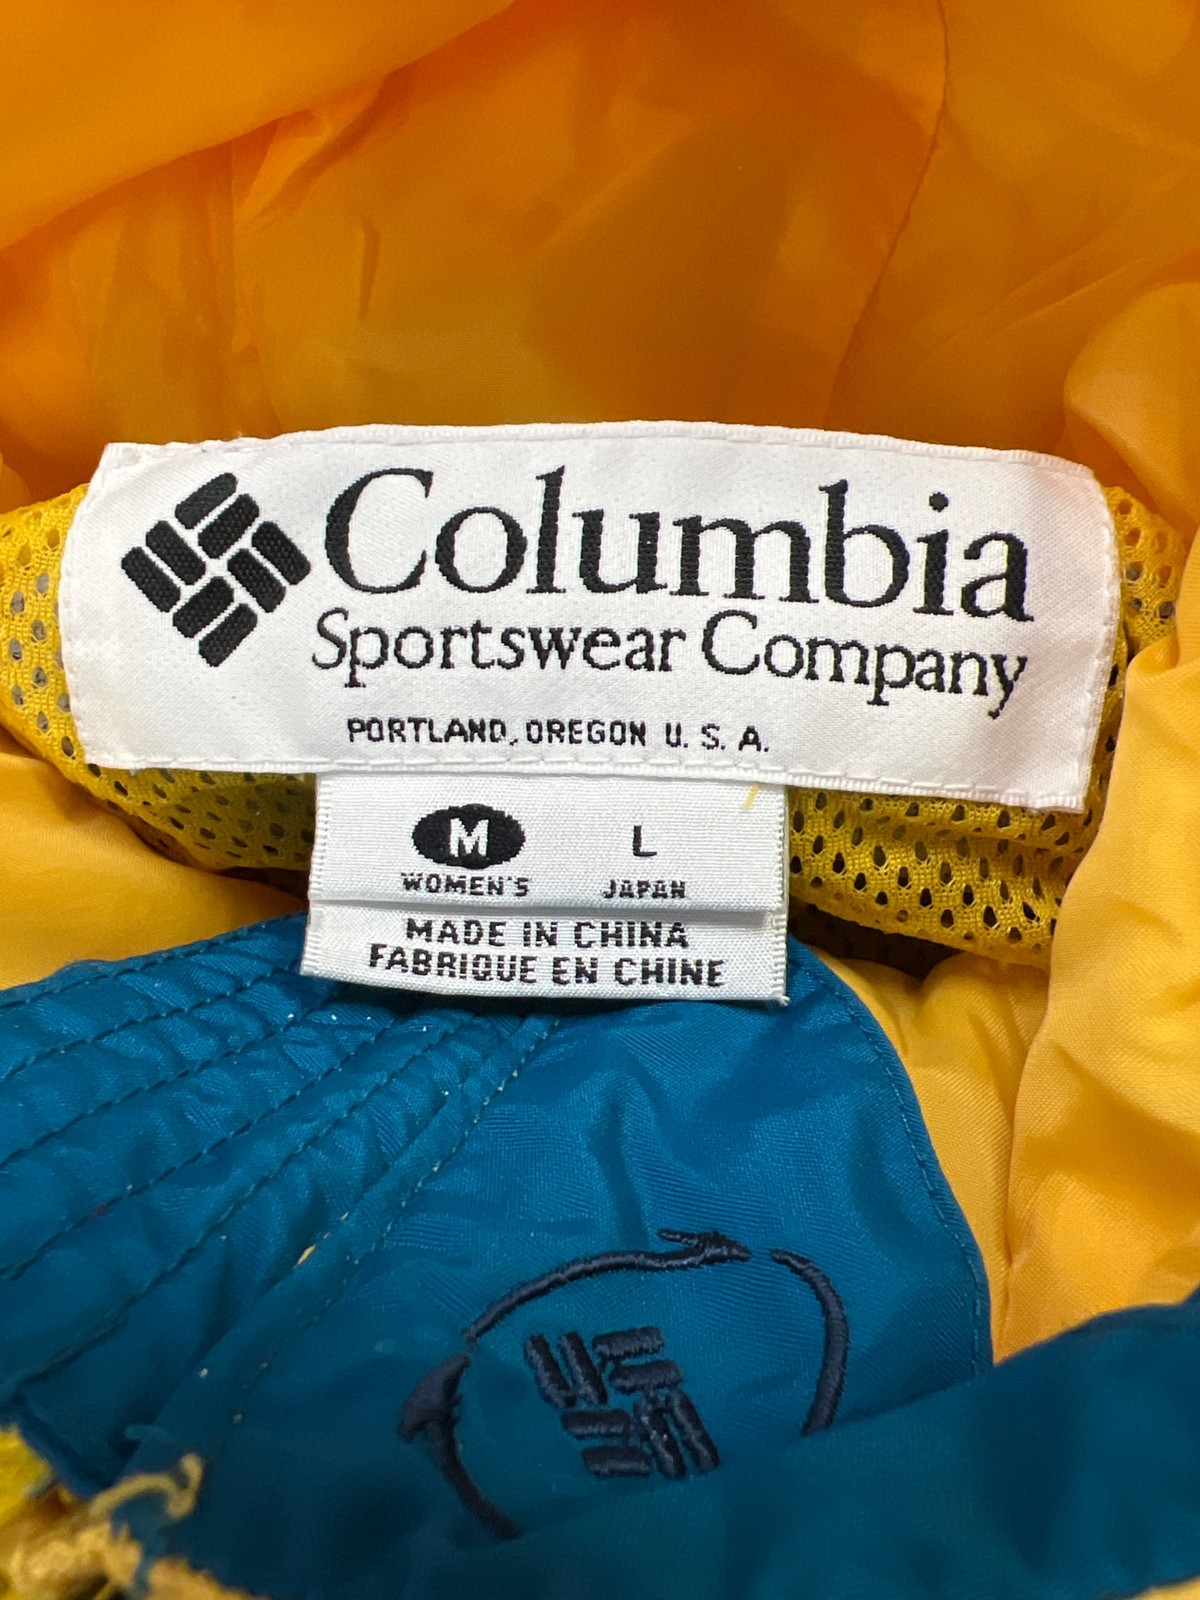 Columbia
Sportswear Company
PORTLAND, OREGON U. S. A.
M L
WOMEN'S JAPAN
MADE IN CHINA
FABRIQUE EN CHINE